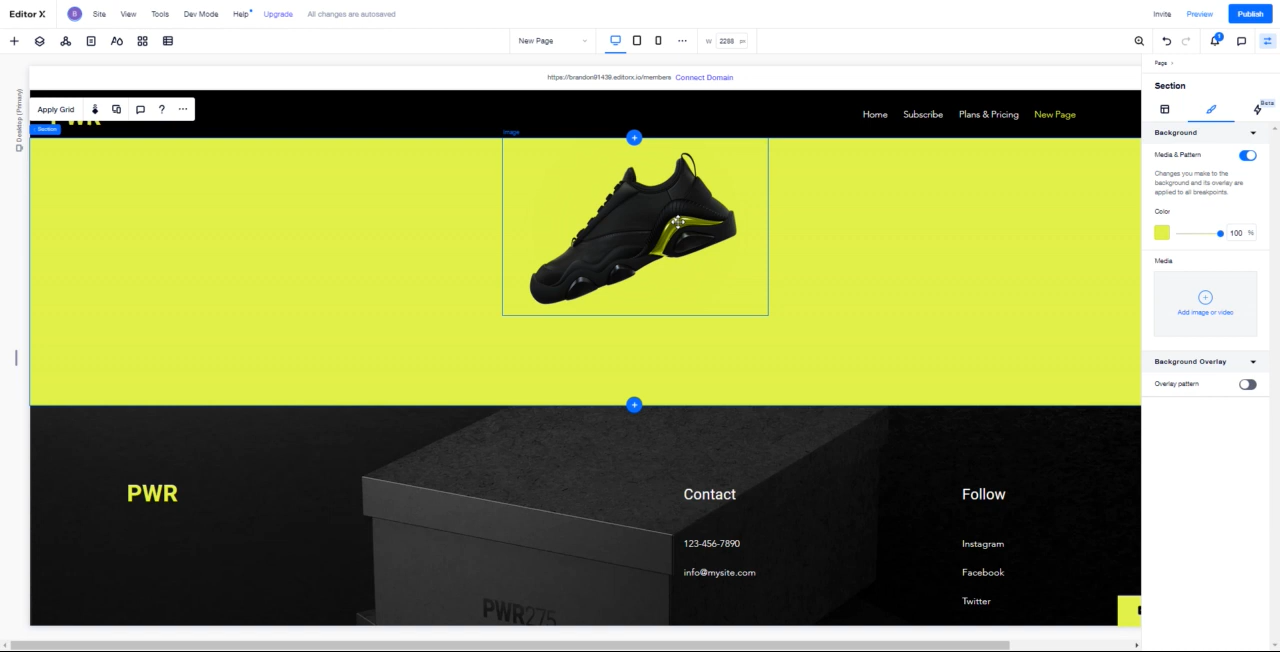 Editor X
B
Site
View
Tools
Dev Mode
Help
Upgrade
All changes are autosaved
Invite
Preview
Publish
New Page
W
2288
px
1
Desktop (Primary)
https://brandon91439.editorx.io/members Connect Domain
Apply Grid
Section
PWR
Home
Subscribe
Plans & Pricing
New Page
Image
PWR
PWR275
Contact
123-456-7890
info@mysite.com
Follow
Instagram
Facebook
Twitter
Page
Section
Beta
Background
Media & Pattern
Changes you make to the
background and its overlay are
applied to all breakpoints.
Color
100 %
Media
Add image or video
Background Overlay
Overlay pattern